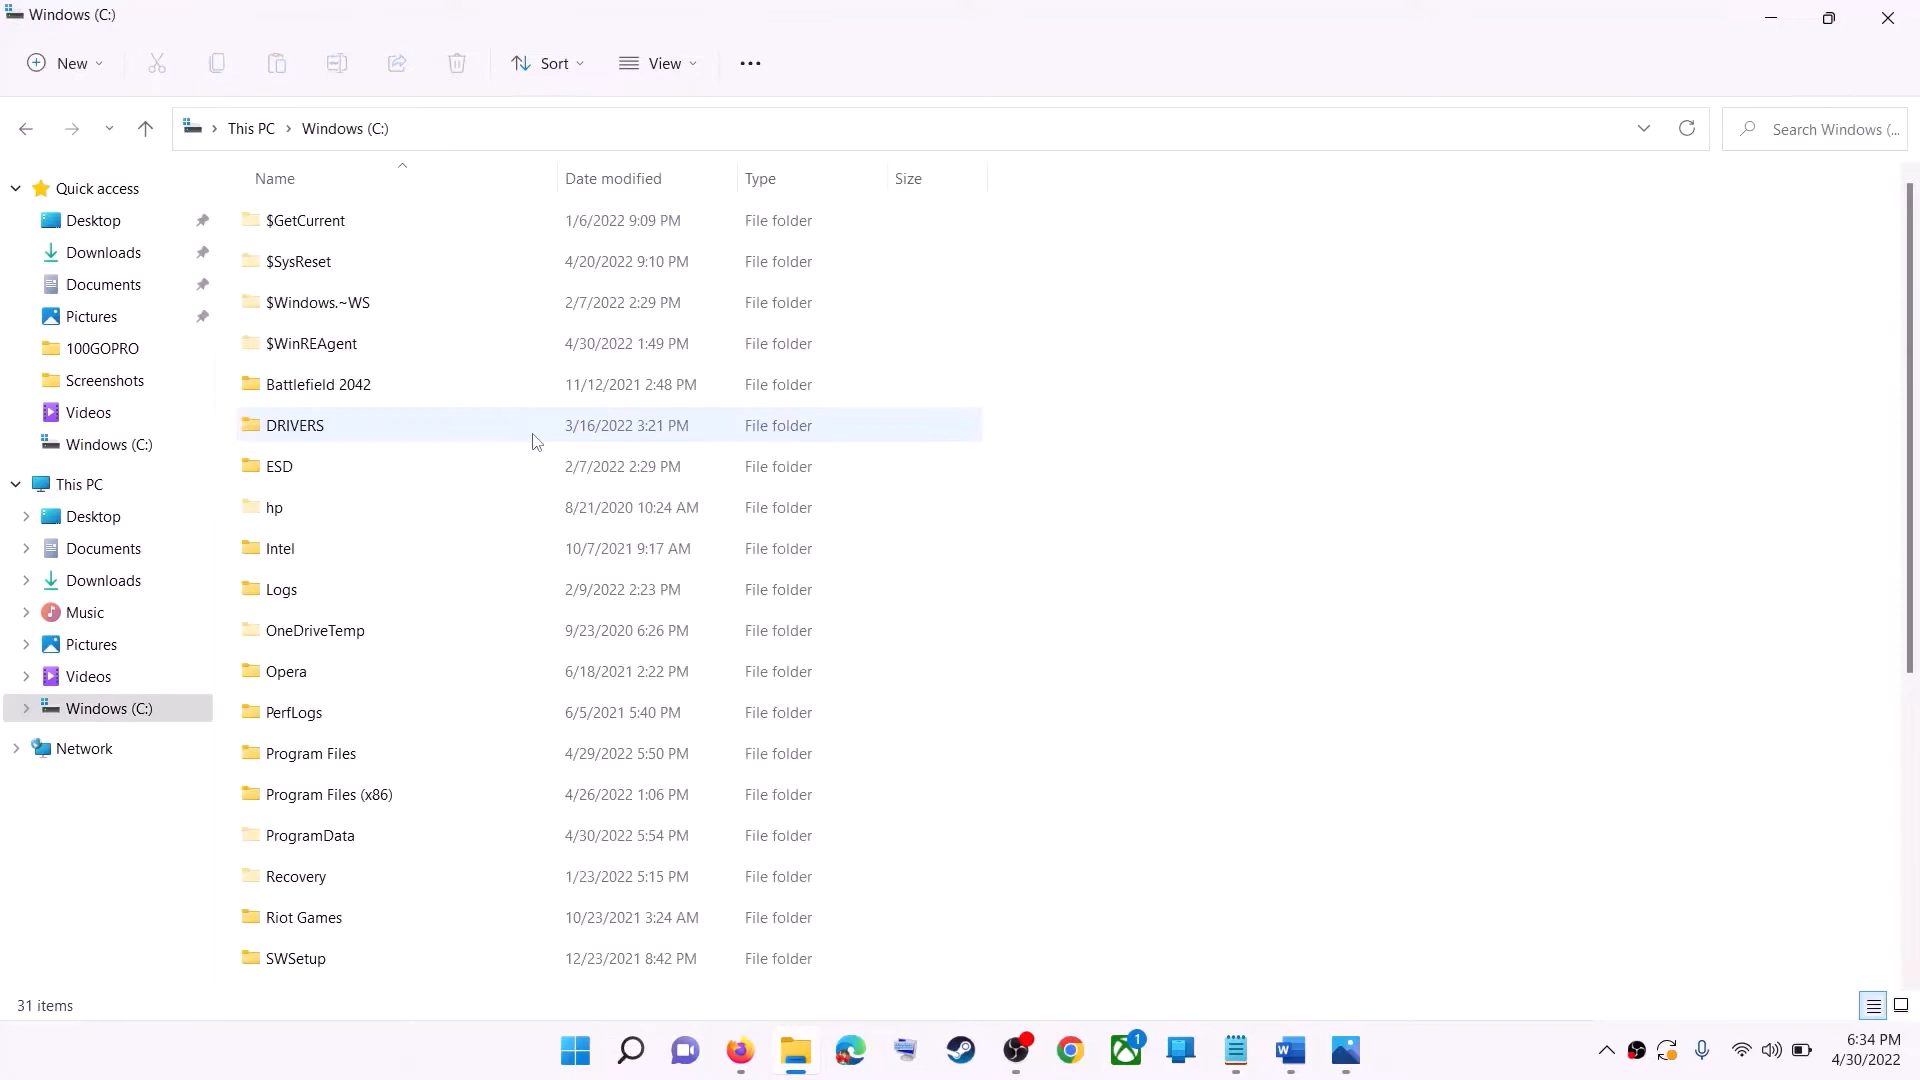 Windows (C:)
New
Sort
View
This PC > Windows (C:)
Search Windows (...
Name Date modified Type Size
Quick access
Desktop
Downloads
Documents
Pictures
100GOPRO
Screenshots
Videos
Windows (C:)
This PC
Desktop
Documents
Downloads
Music
Pictures
Videos
Windows (C:)
Network
$GetCurrent 1/6/2022 9:09 PM File folder
$SysReset 4/20/2022 9:10 PM File folder
$Windows.~WS 2/7/2022 2:29 PM File folder
$WinREAgent 4/30/2022 1:49 PM File folder
Battlefield 2042 11/12/2021 2:48 PM File folder
DRIVERS 3/16/2022 3:21 PM File folder
ESD 2/7/2022 2:29 PM File folder
hp 8/21/2020 10:24 AM File folder
Intel 10/7/2021 9:17 AM File folder
Logs 2/9/2022 2:23 PM File folder
OneDriveTemp 9/23/2020 6:26 PM File folder
Opera 6/18/2021 2:22 PM File folder
PerfLogs 6/5/2021 5:40 PM File folder
Program Files 4/29/2022 5:50 PM File folder
Program Files (x86) 4/26/2022 1:06 PM File folder
ProgramData 4/30/2022 5:54 PM File folder
Recovery 1/23/2022 5:15 PM File folder
Riot Games 10/23/2021 3:24 AM File folder
SWSetup 12/23/2021 8:42 PM File folder
31 items
1
W
6:34 PM
4/30/2022